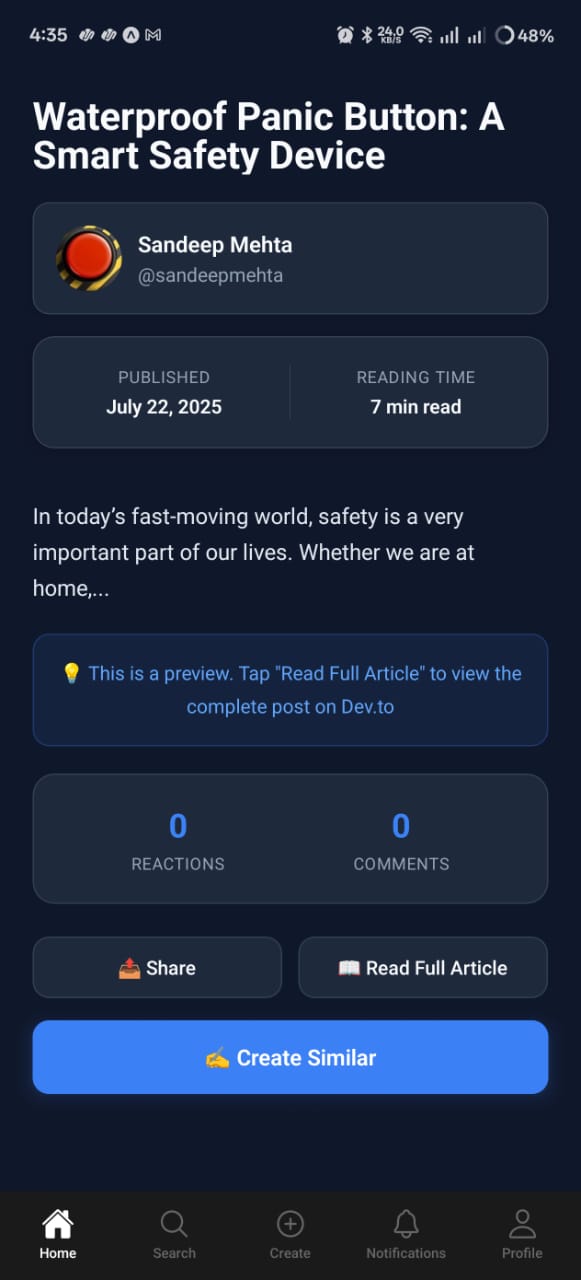 4:35
24.0
KB/S
48%
Waterproof Panic Button: A
Smart Safety Device
Sandeep Mehta
@sandeepmehta
PUBLISHED
July 22, 2025
READING TIME
7 min read
In today’s fast-moving world, safety is a very
important part of our lives. Whether we are at
home,...
💡 This is a preview. Tap "Read Full Article" to view the
complete post on Dev.to
0
REACTIONS
0
COMMENTS
📤 Share
📖 Read Full Article
✍️ Create Similar
Home
Search
Create
Notifications
Profile